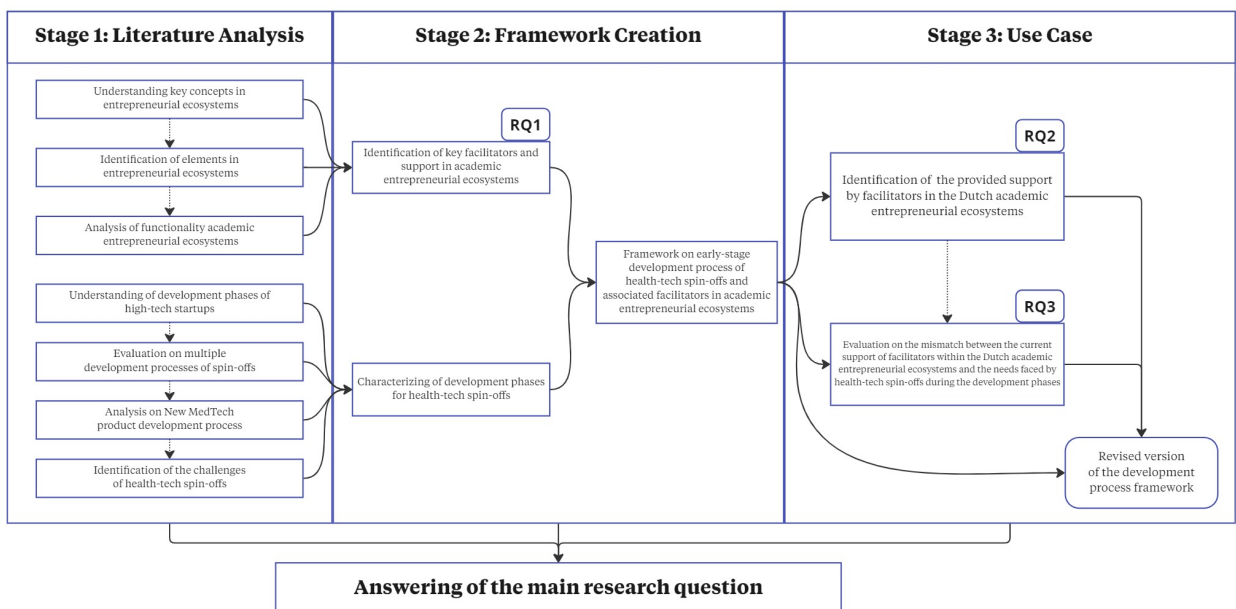 Stage 1: Literature Analysis
Understanding key concepts in
entrepreneurial ecosystems
Identification of elements in
entrepreneurial ecosystems
Analysis of functionality academic
entrepreneurial ecosystems
Understanding of development phases of
high-tech startups
Evaluation on multiple
development processes of spin-offs
Analysis on New MedTech
product development process
Identification of the challenges
of health-tech spin-offs
Stage 2: Framework Creation
RQ1
Identification of key facilitators and
support in academic
entrepreneurial ecosystems
Characterizing of development phases
for health-tech spin-offs
Framework on early-stage
development process of
health-tech spin-offs and
associated facilitators in academic
entrepreneurial ecosystems
Stage 3: Use Case
RQ2
Identification of the provided support
by facilitators in the Dutch academic
entrepreneurial ecosystems
RQ3
Evaluation on the mismatch between the current
support of facilitators within the Dutch academic
entrepreneurial ecosystems and the needs faced by
health-tech spin-offs during the development phases
Revised version
of the development
process framework
Answering of the main research question